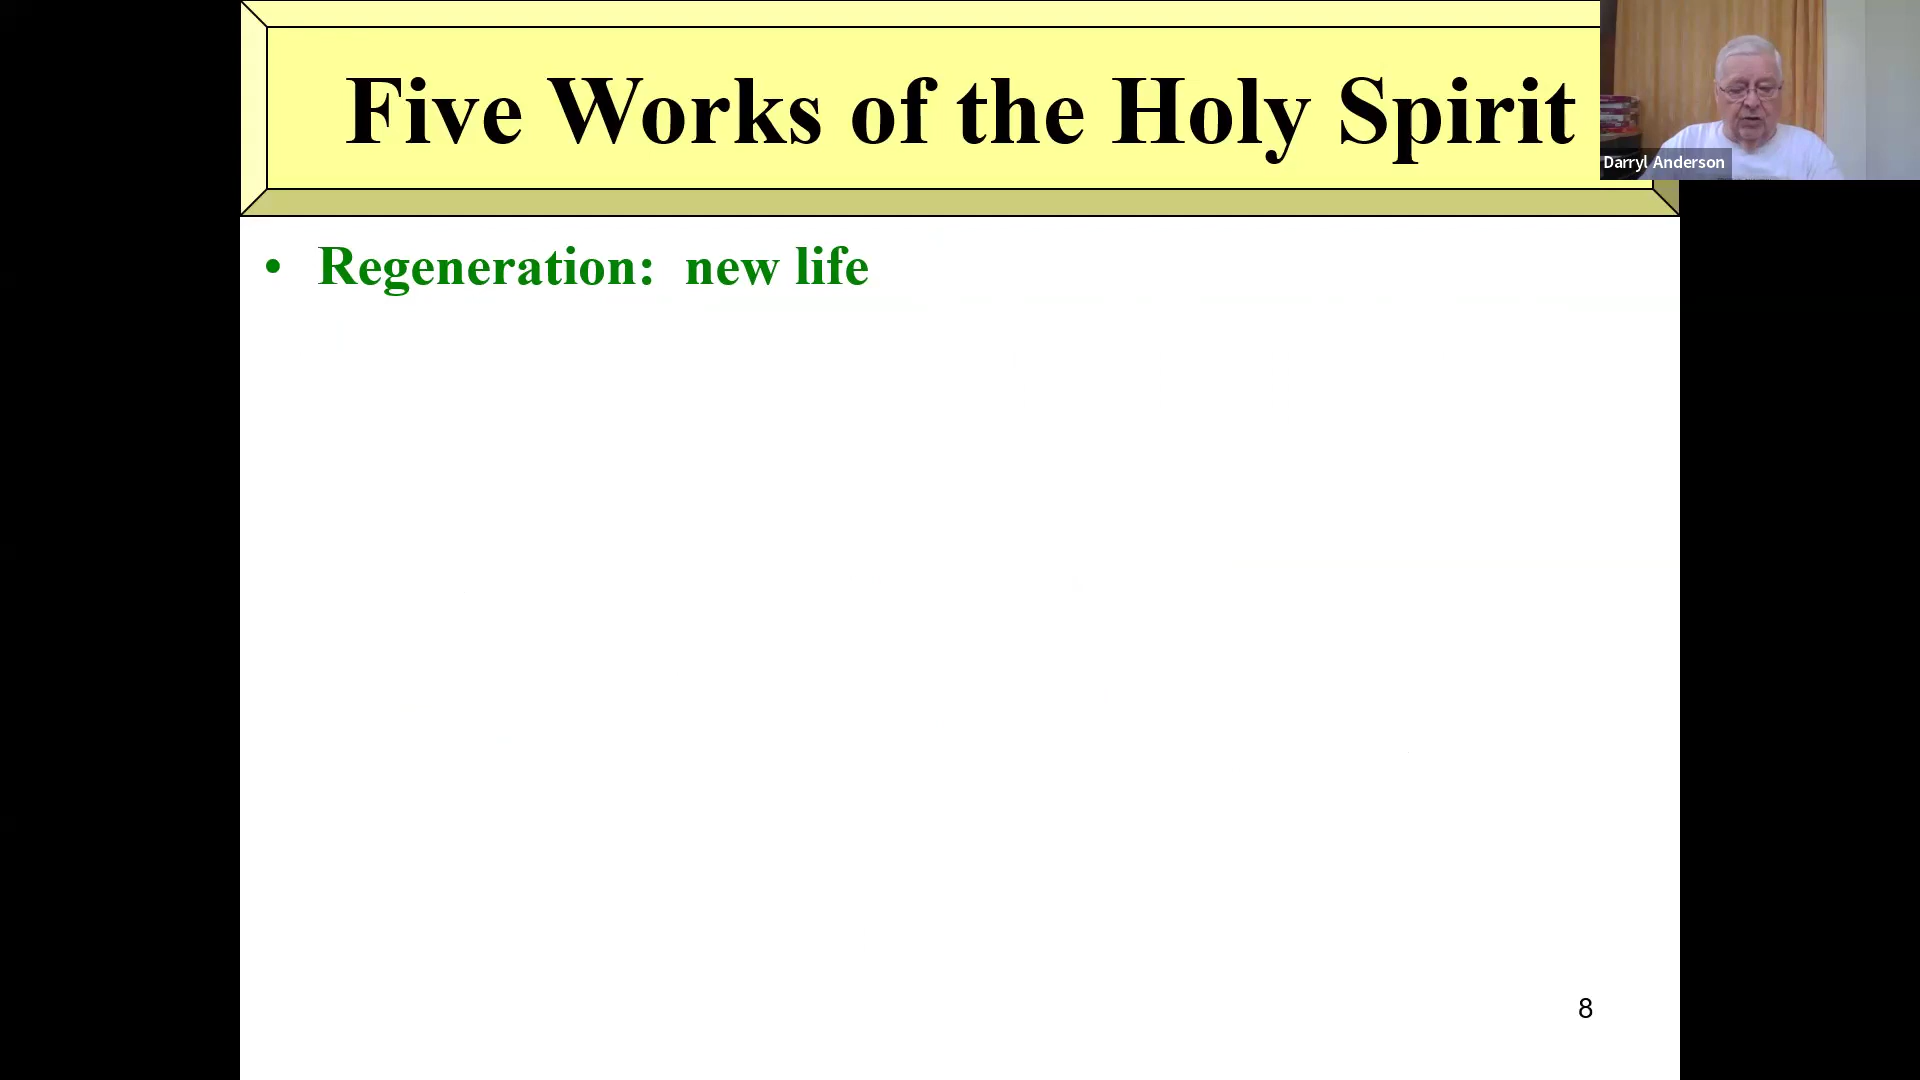 Five Works of the Holy Spirit
Darryl Anderson
• Regeneration: new life
8